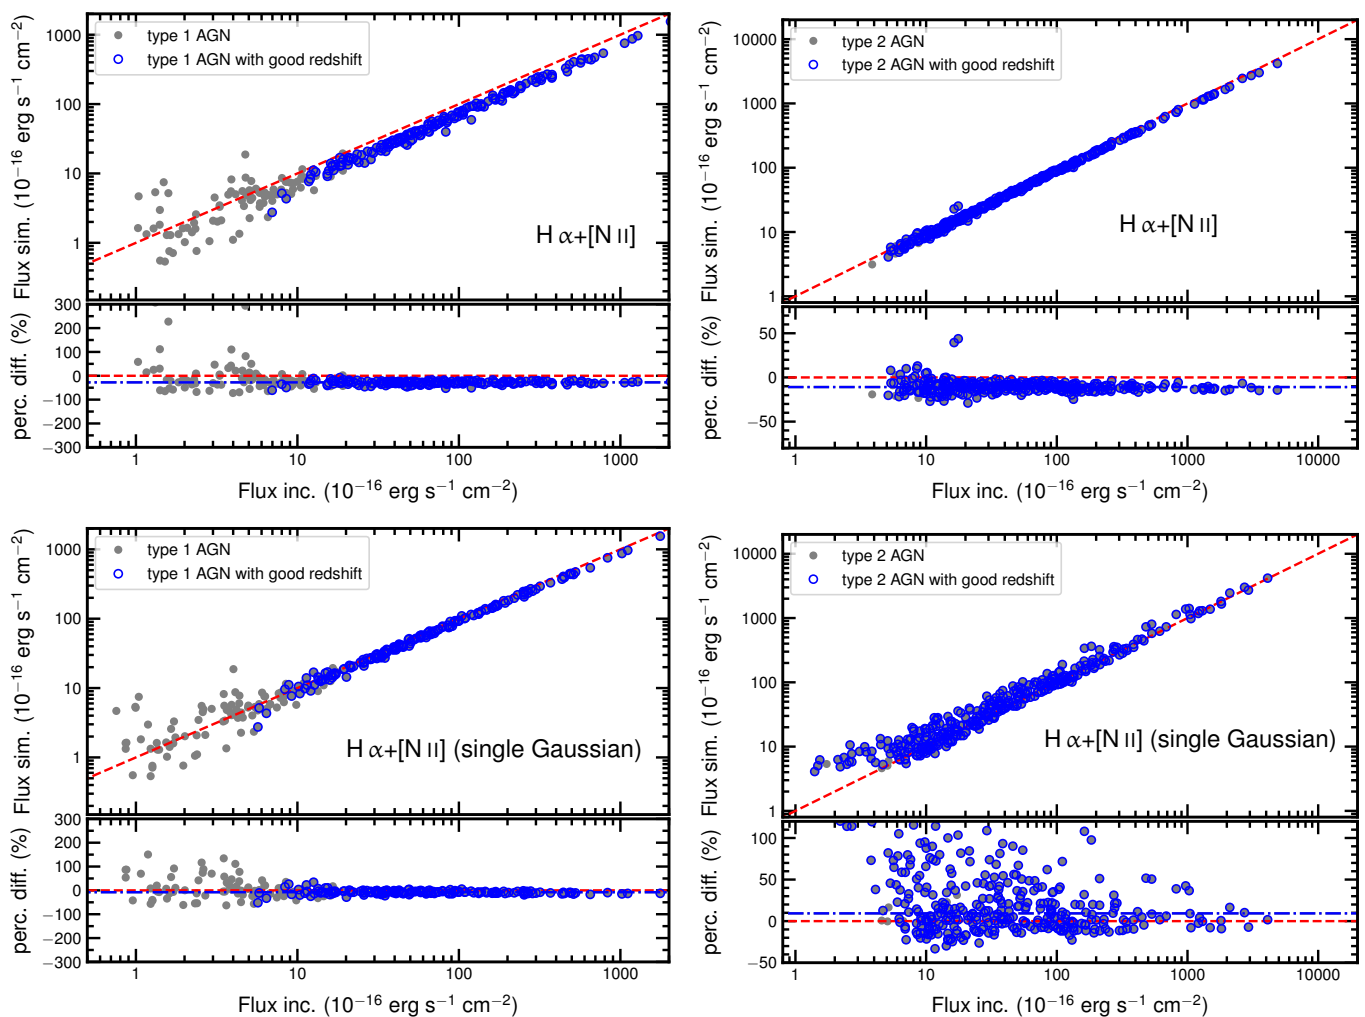 Flux sim. (10⁻¹⁶ erg s⁻¹ cm⁻²)
1000
100
10
1
type 1 AGN
type 1 AGN with good redshift
H α+[N II]
perc. diff. (%)
300
200
100
0
−100
−200
−300
1 10 100 1000
Flux inc. (10⁻¹⁶ erg s⁻¹ cm⁻²)
Flux sim. (10⁻¹⁶ erg s⁻¹ cm⁻²)
10000
1000
100
10
1
type 2 AGN
type 2 AGN with good redshift
H α+[N II]
perc. diff. (%)
50
0
−50
1 10 100 1000 10000
Flux inc. (10⁻¹⁶ erg s⁻¹ cm⁻²)
Flux sim. (10⁻¹⁶ erg s⁻¹ cm⁻²)
1000
100
10
1
type 1 AGN
type 1 AGN with good redshift
H α+[N II] (single Gaussian)
perc. diff. (%)
300
200
100
0
−100
−200
−300
1 10 100 1000
Flux inc. (10⁻¹⁶ erg s⁻¹ cm⁻²)
Flux sim. (10⁻¹⁶ erg s⁻¹ cm⁻²)
10000
1000
100
10
1
type 2 AGN
type 2 AGN with good redshift
H α+[N II] (single Gaussian)
perc. diff. (%)
100
50
0
−50
1 10 100 1000 10000
Flux inc. (10⁻¹⁶ erg s⁻¹ cm⁻²)